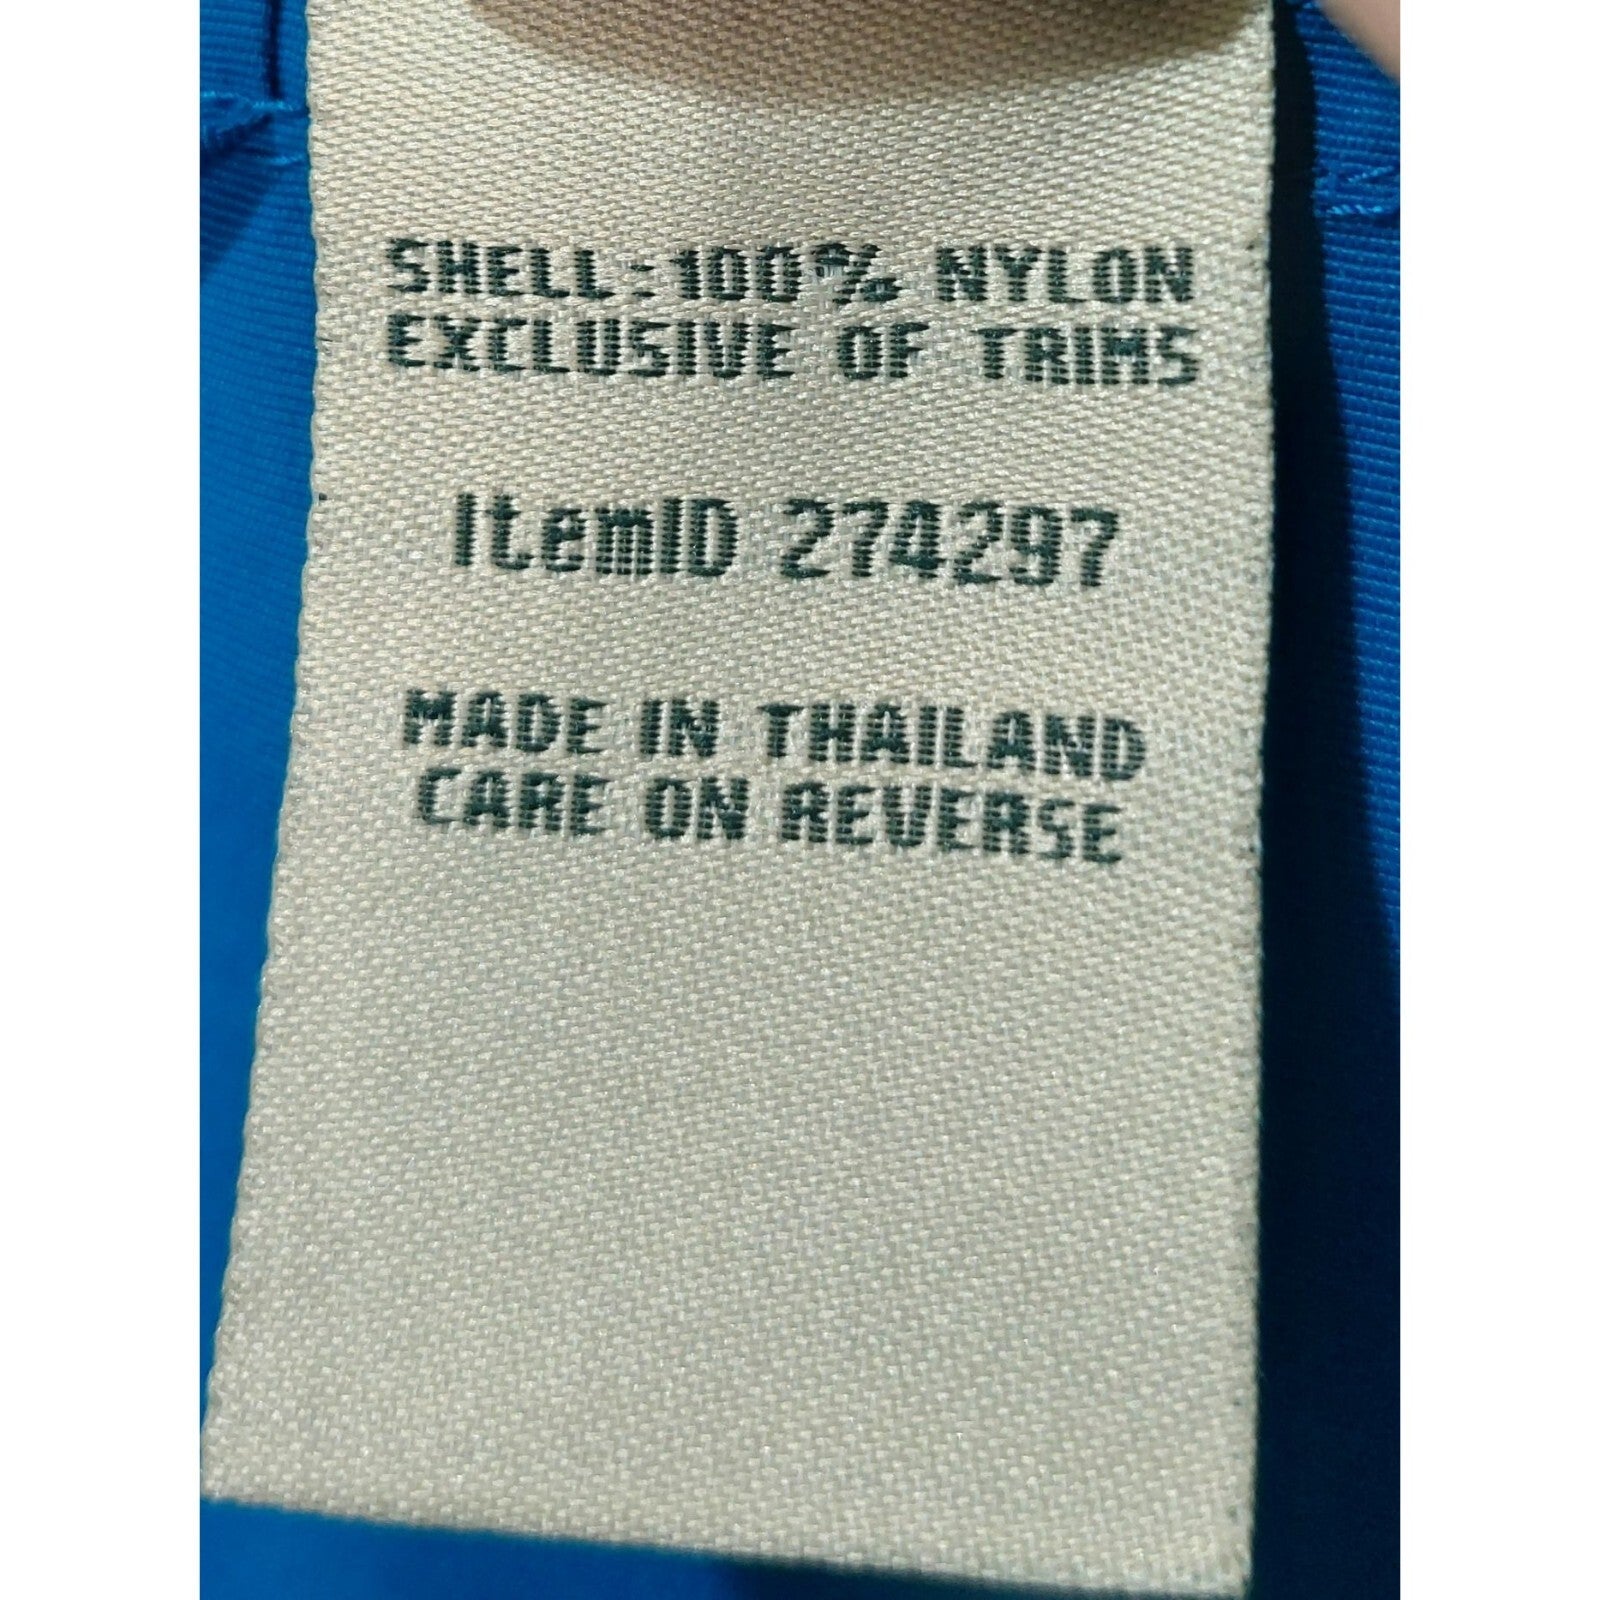 SHELL: 100% NYLON
EXCLUSIVE OF TRIMS
ItemID 274297
MADE IN THAILAND
CARE ON REVERSE